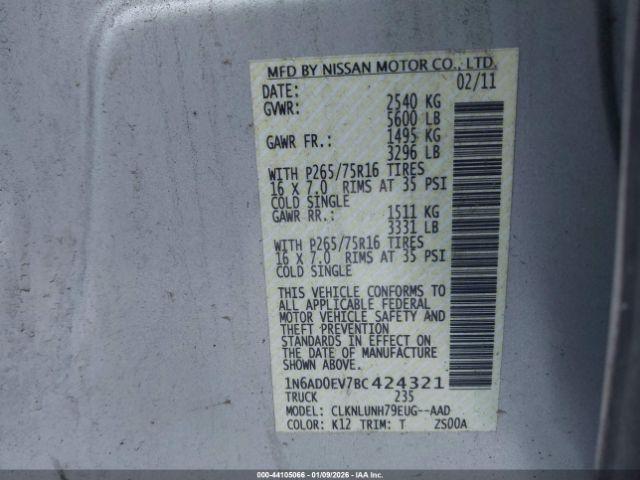 MFD BY NISSAN MOTOR CO., LTD.
DATE: 02/11
GVWR: 2540 KG
5600 LB
GAWR FR.: 1495 KG
3296 LB
WITH P265/75R16 TIRES
16 X 7.0 RIMS AT 35 PSI
COLD SINGLE
GAWR RR.: 1511 KG
3331 LB
WITH P265/75R16 TIRES
16 X 7.0 RIMS AT 35 PSI
COLD SINGLE
THIS VEHICLE CONFORMS TO
ALL APPLICABLE FEDERAL
MOTOR VEHICLE SAFETY AND
THEFT PREVENTION
STANDARDS IN EFFECT ON
THE DATE OF MANUFACTURE
SHOWN ABOVE.
1N6AD0EV7BC424321
TRUCK 235
MODEL: CLKNLUNH79EUG--AAD
COLOR: K12 TRIM: T ZS00A
000-44105066 - 01/09/2026 - IAAI.com